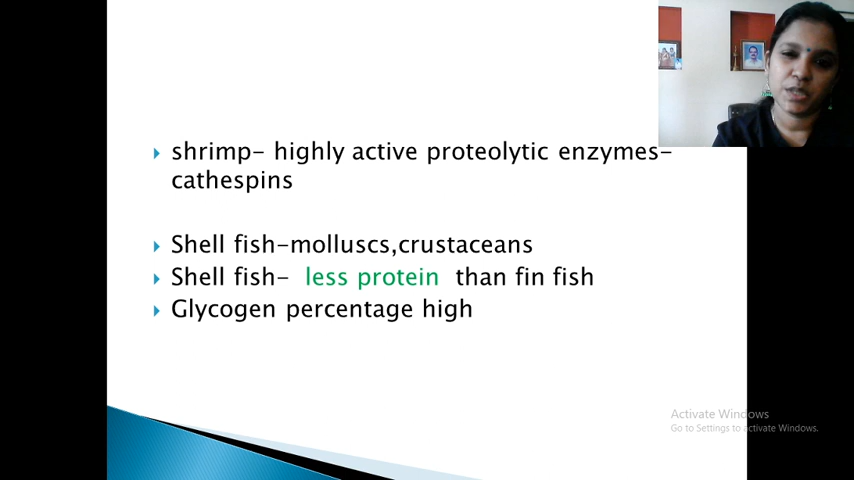 shrimp- highly active proteolytic enzymes-
cathespins
Shell fish-molluscs,crustaceans
Shell fish- less protein than fin fish
Glycogen percentage high
Activate Windows
Go to Settings to activate Windows.